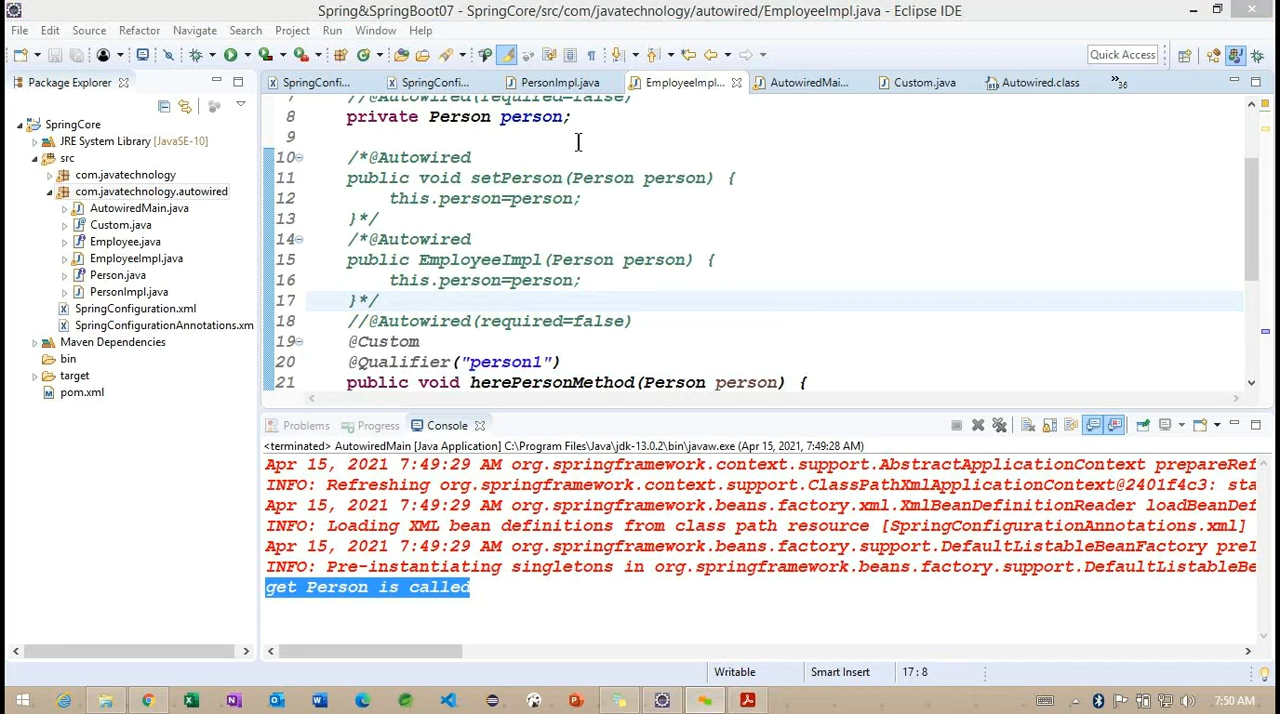 Spring&SpringBoot07 - SpringCore/src/com/javatechnology/autowired/EmployeeImpl.java - Eclipse IDE
File Edit Source Refactor Navigate Search Project Run Window Help
Quick Access
Package Explorer
SpringCore
JRE System Library [JavaSE-10]
src
com.javatechnology
com.javatechnology.autowired
AutowiredMain.java
Custom.java
Employee.java
EmployeeImpl.java
Person.java
PersonImpl.java
SpringConfiguration.xml
SpringConfigurationAnnotations.xm
Maven Dependencies
bin
target
pom.xml
SpringConfi... SpringConfi... PersonImpl.java EmployeeImpl... AutowiredMai... Custom.java Autowired.class »36
7 //@Autowired(required=false)
8 private Person person;
9
10 /*@Autowired
11 public void setPerson(Person person) {
12 this.person=person;
13 }*/
14 /*@Autowired
15 public EmployeeImpl(Person person) {
16 this.person=person;
17 }*/
18 //@Autowired(required=false)
19 @Custom
20 @Qualifier("person1")
21 public void herePersonMethod(Person person) {
Problems Progress Console
<terminated> AutowiredMain [Java Application] C:\Program Files\Java\jdk-13.0.2\bin\javaw.exe (Apr 15, 2021 7:49:28 AM)
Apr 15, 2021 7:49:29 AM org.springframework.context.support.AbstractApplicationContext prepareRef
INFO: Refreshing org.springframework.context.support.ClassPathXmlApplicationContext@2401f4c3: sta
Apr 15, 2021 7:49:29 AM org.springframework.beans.factory.xml.XmlBeanDefinitionReader loadBeanDef
INFO: Loading XML bean definitions from class path resource [SpringConfigurationAnnotations.xml]
Apr 15, 2021 7:49:29 AM org.springframework.beans.factory.support.DefaultListableBeanFactory preI
INFO: Pre-instantiating singletons in org.springframework.beans.factory.support.DefaultListableBe
get Person is called
Writable Smart Insert 17 : 8
7:50 AM